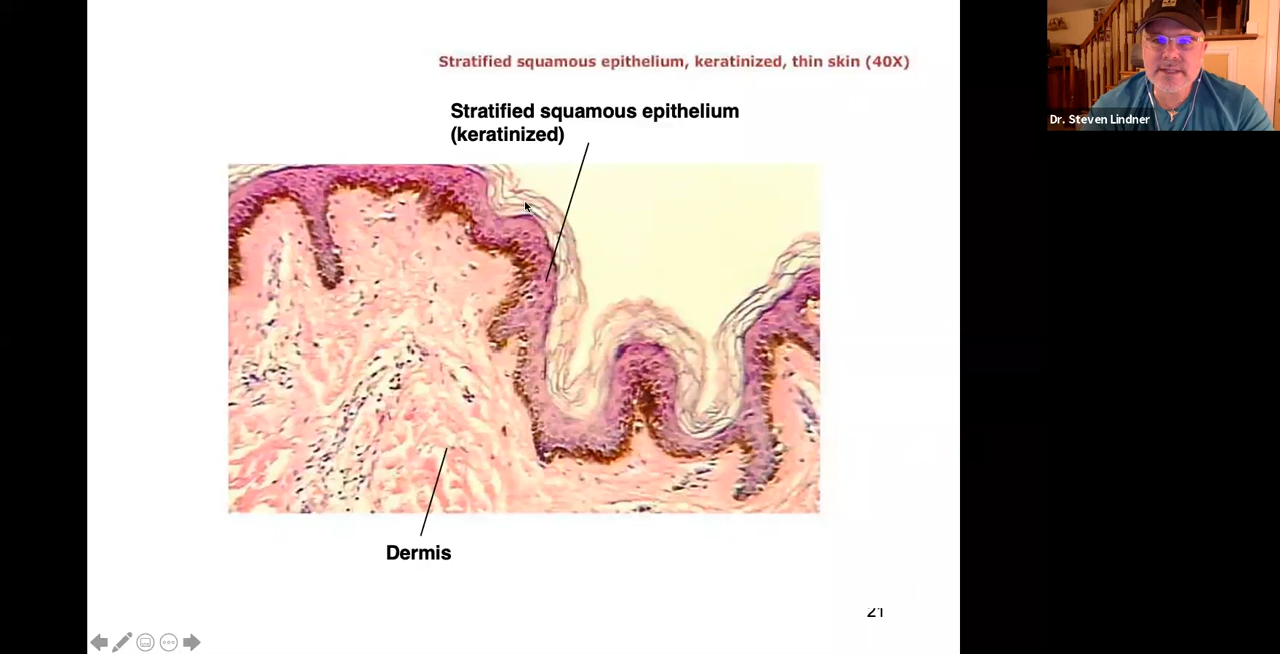 Stratified squamous epithelium, keratinized, thin skin (40X)
Stratified squamous epithelium
(keratinized)
Dr. Steven Lindner
Dermis
21